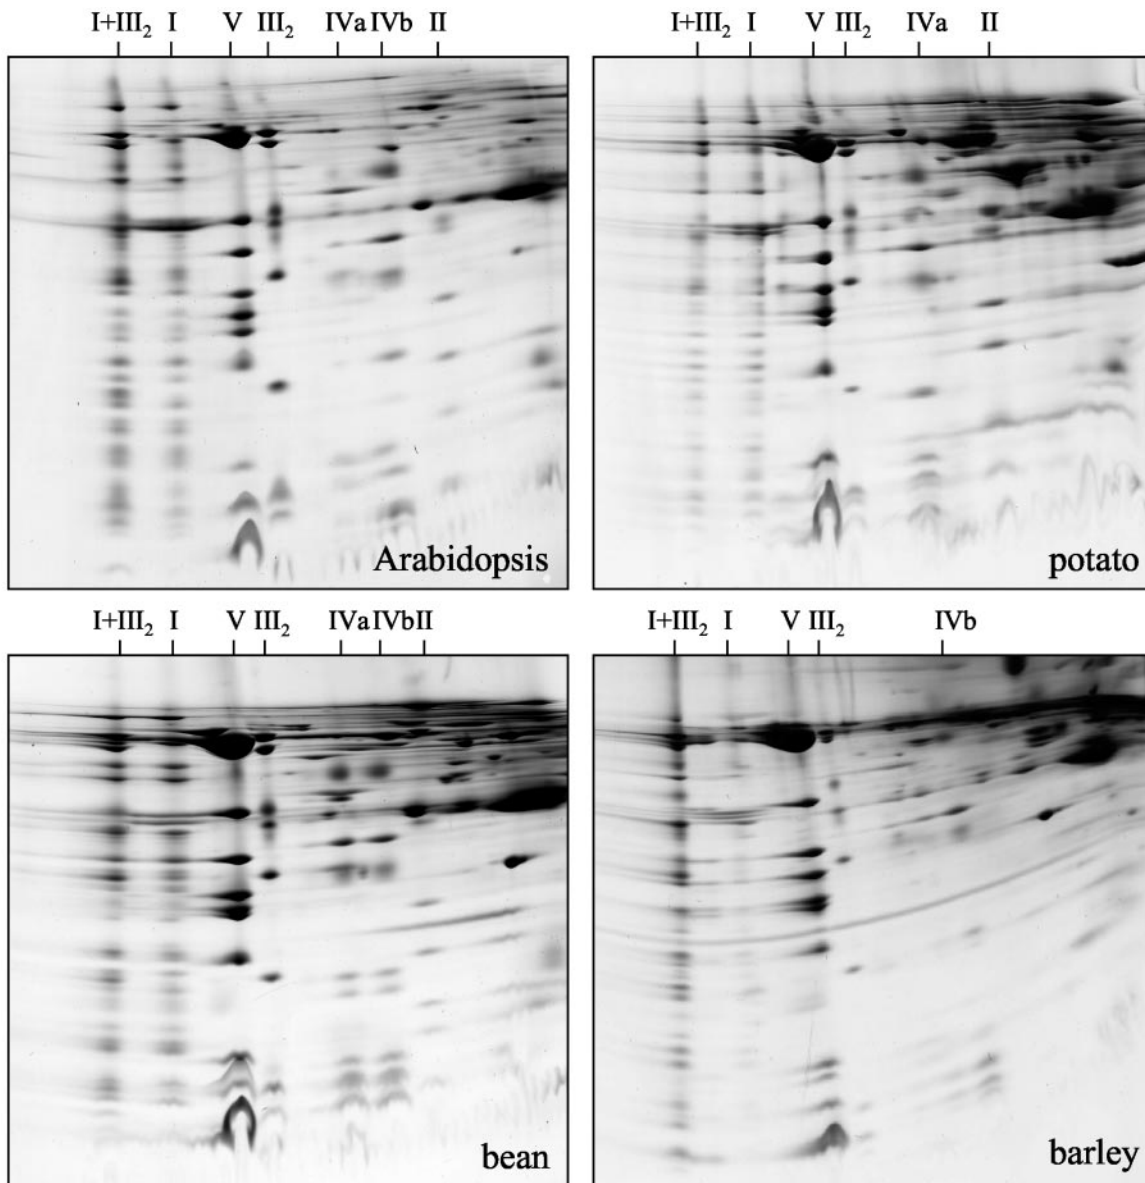 I+III₂ I V III₂ IVa IVb II
I+III₂ I V III₂ IVa II
Arabidopsis
potato
I+III₂ I V III₂ IVa IVb II
I+III₂ I V III₂ IVb
bean
barley